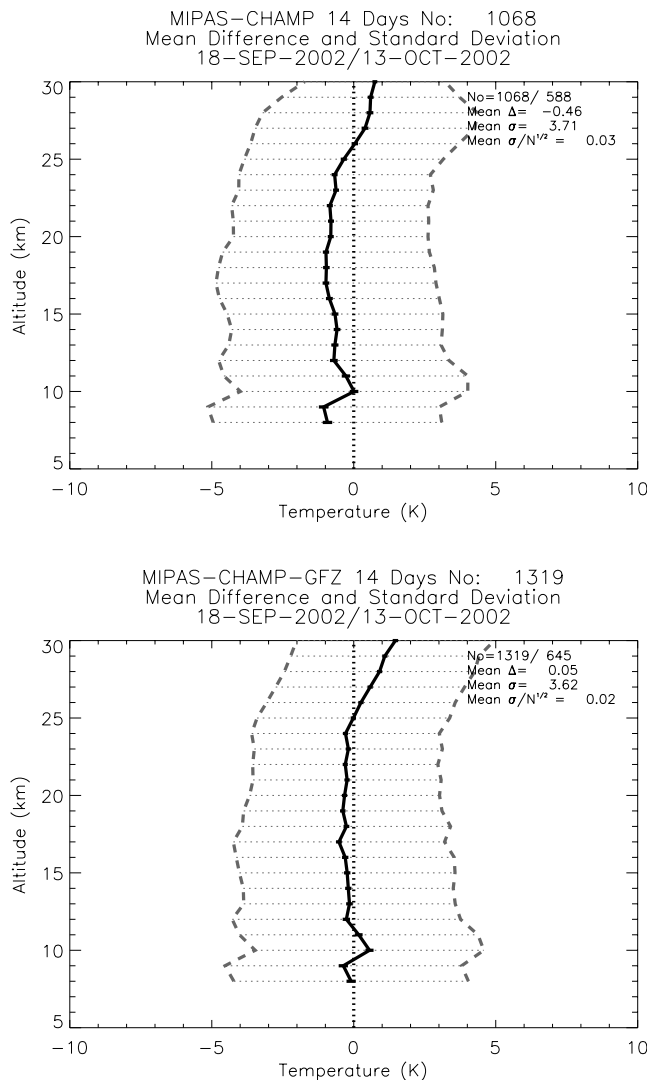 MIPAS-CHAMP 14 Days No: 1068
Mean Difference and Standard Deviation
18-SEP-2002/13-OCT-2002
No=1068/ 588
Mean Δ= -0.46
Mean σ= 3.71
Mean σ/N^1/2 = 0.03
30
25
20
15
10
5
Altitude (km)
-10 -5 0 5 10
Temperature (K)
MIPAS-CHAMP-GFZ 14 Days No: 1319
Mean Difference and Standard Deviation
18-SEP-2002/13-OCT-2002
No=1319/ 645
Mean Δ= 0.05
Mean σ= 3.62
Mean σ/N^1/2 = 0.02
30
25
20
15
10
5
Altitude (km)
-10 -5 0 5 10
Temperature (K)